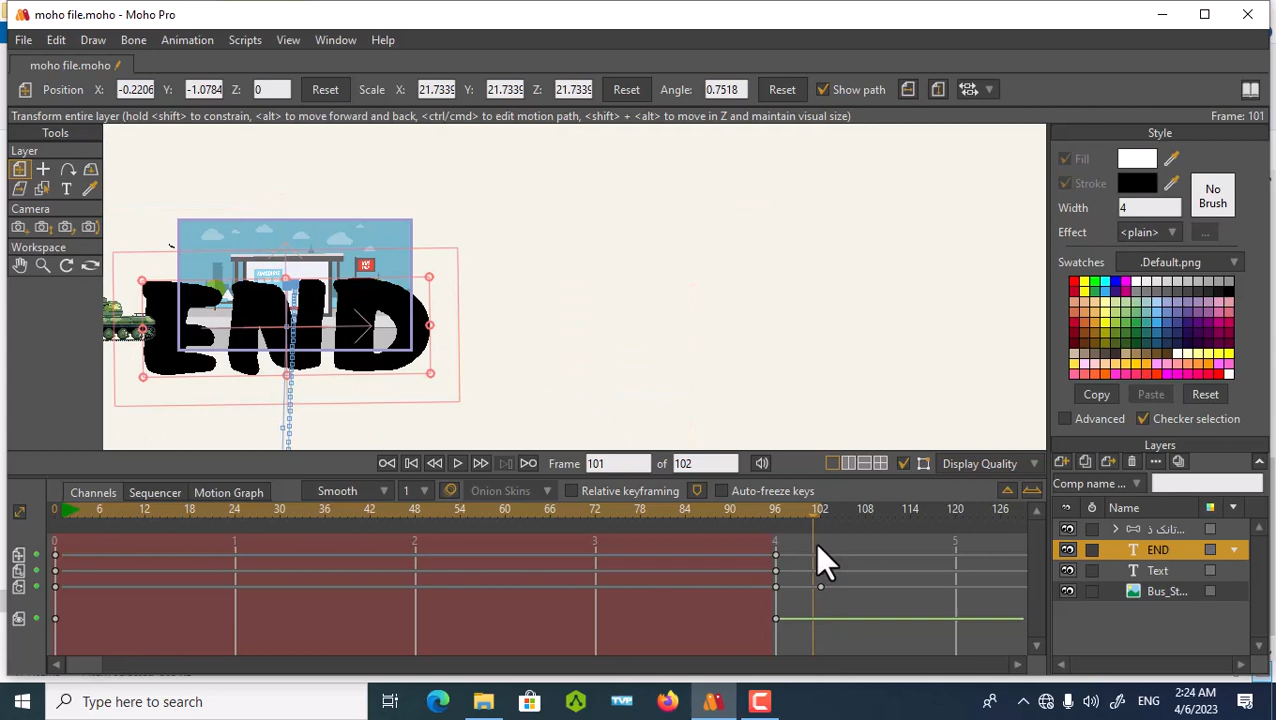 moho file.moho - Moho Pro
File Edit Draw Bone Animation Scripts View Window Help
moho file.moho
Position X: -0.2206 Y: -1.0784 Z: 0 Reset Scale X: 21.7339 Y: 21.7339 Z: 21.7339 Reset Angle: 0.7518 Reset Show path
Transform entire layer (hold <shift> to constrain, <alt> to move forward and back, <ctrl/cmd> to edit motion path, <shift> + <alt> to move in Z and maintain visual size) Frame: 101
Tools
Layer
Camera
Workspace
END
Style
Fill
Stroke
No Brush
Width 4
Effect <plain> ...
Swatches .Default.png
Copy Paste Reset
Advanced Checker selection
Frame 101 of 102 Display Quality
Channels Sequencer Motion Graph Smooth 1 Onion Skins Relative keyframing Auto-freeze keys
0 6 12 18 24 30 36 42 48 54 60 66 72 78 84 90 96 102 108 114 120 126
0 1 2 3 4 5
Layers
Comp name ...
Name
تانک ذ
END
Text
Bus_St...
Type here to search
ENG
2:24 AM
4/6/2023